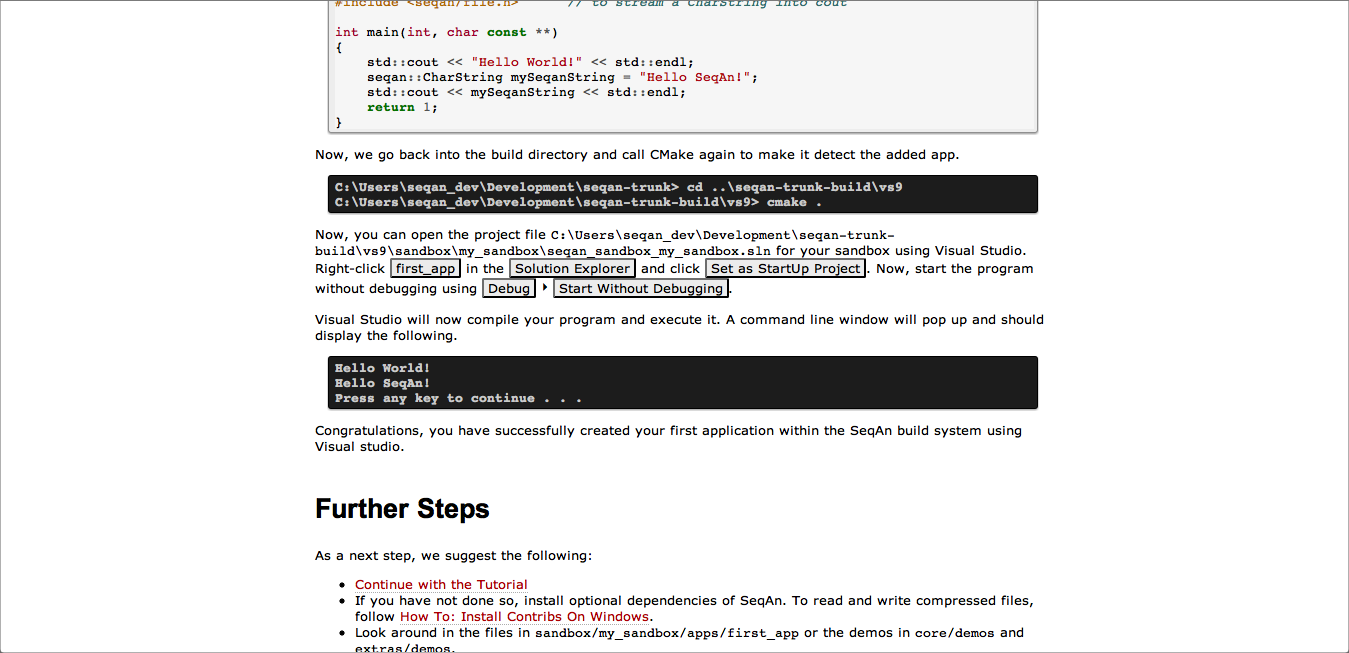 #include <seqan/file.h>      // to stream a CharString into cout
int main(int, char const **)
{
    std::cout << "Hello World!" << std::endl;
    seqan::CharString mySeqanString = "Hello SeqAn!";
    std::cout << mySeqanString << std::endl;
    return 1;
}
Now, we go back into the build directory and call CMake again to make it detect the added app.
C:\Users\seqan_dev\Development\seqan-trunk> cd ..\seqan-trunk-build\vs9
C:\Users\seqan_dev\Development\seqan-trunk-build\vs9> cmake .
Now, you can open the project file C:\Users\seqan_dev\Development\seqan-trunk-
build\vs9\sandbox\my_sandbox\seqan_sandbox_my_sandbox.sln for your sandbox using Visual Studio.
Right-click first_app in the Solution Explorer and click Set as StartUp Project. Now, start the program
without debugging using Debug ‣ Start Without Debugging.
Visual Studio will now compile your program and execute it. A command line window will pop up and should
display the following.
Hello World!
Hello SeqAn!
Press any key to continue . . .
Congratulations, you have successfully created your first application within the SeqAn build system using
Visual studio.
Further Steps
As a next step, we suggest the following:
• Continue with the Tutorial
• If you have not done so, install optional dependencies of SeqAn. To read and write compressed files,
follow How To: Install Contribs On Windows.
• Look around in the files in sandbox/my_sandbox/apps/first_app or the demos in core/demos and
extras/demos.